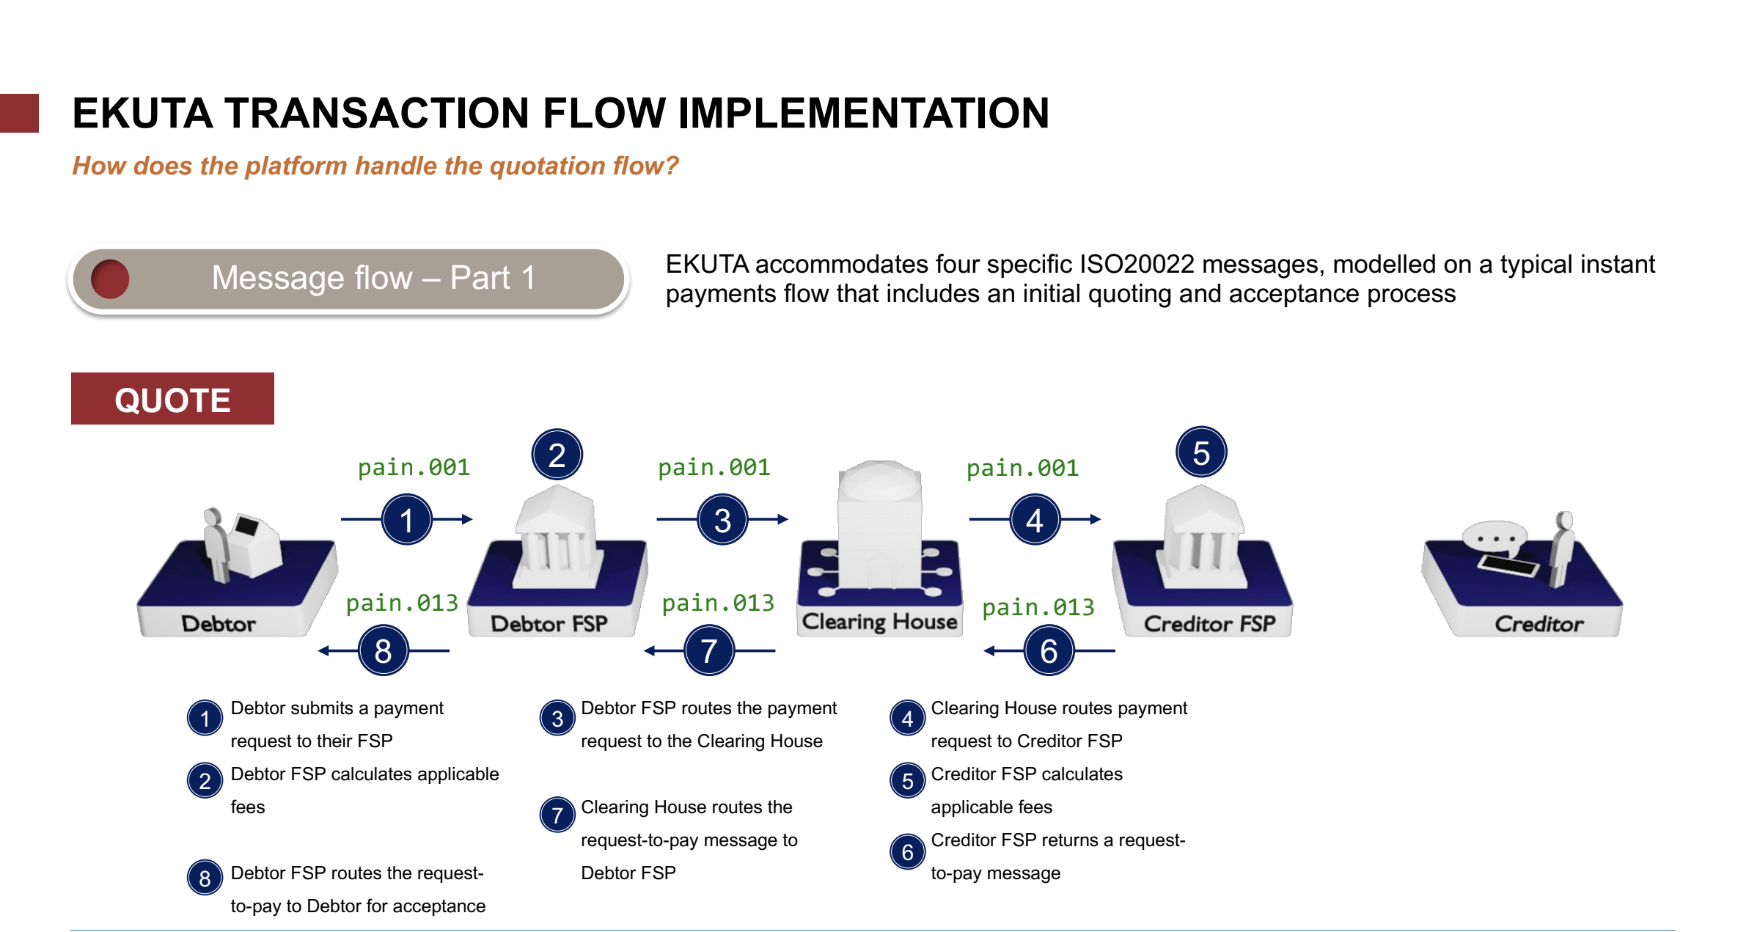 EKUTA TRANSACTION FLOW IMPLEMENTATION
How does the platform handle the quotation flow?
Message flow – Part 1
EKUTA accommodates four specific ISO20022 messages, modelled on a typical instant
payments flow that includes an initial quoting and acceptance process
QUOTE
2
5
pain.001
pain.001
pain.001
1
3
4
pain.013
pain.013
pain.013
Debtor
Debtor FSP
Clearing House
Creditor FSP
Creditor
8
7
6
1 Debtor submits a payment
request to their FSP
2 Debtor FSP calculates applicable
fees
8 Debtor FSP routes the request-
to-pay to Debtor for acceptance
3 Debtor FSP routes the payment
request to the Clearing House
7 Clearing House routes the
request-to-pay message to
Debtor FSP
4 Clearing House routes payment
request to Creditor FSP
5 Creditor FSP calculates
applicable fees
6 Creditor FSP returns a request-
to-pay message